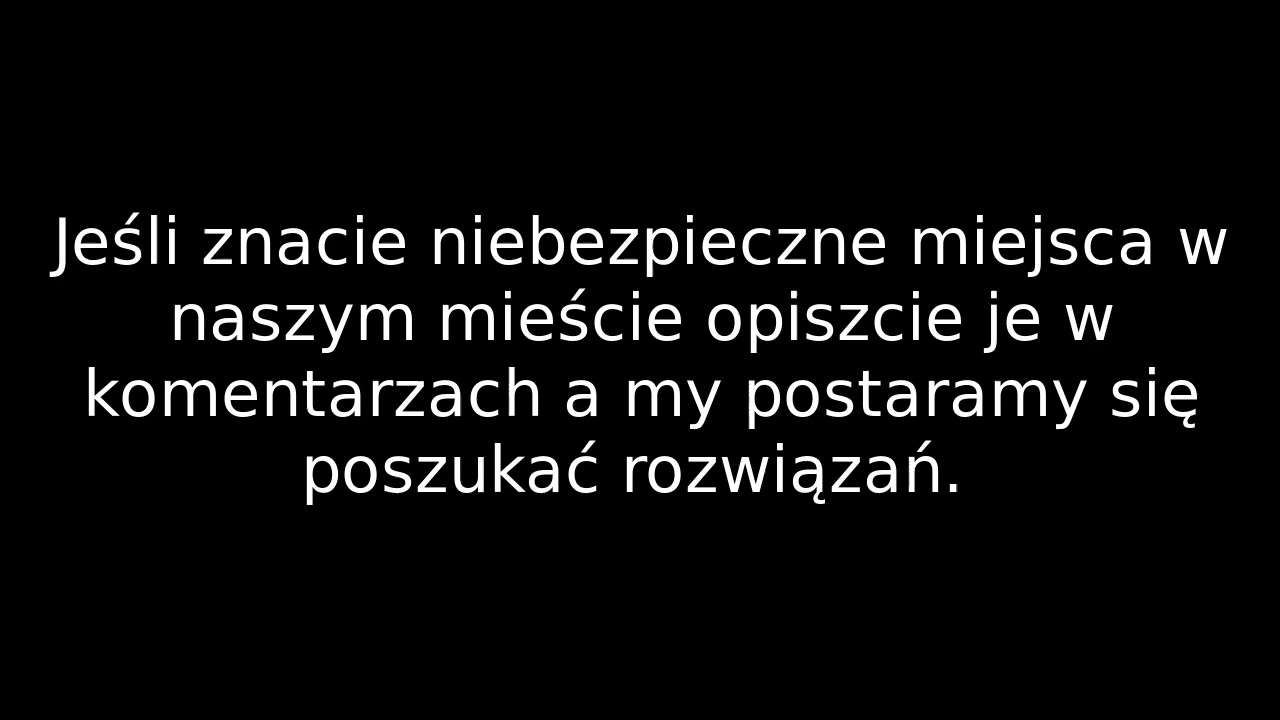 Jeśli znacie niebezpieczne miejsca w
naszym mieście opiszcie je w
komentarzach a my postaramy się
poszukać rozwiązań.